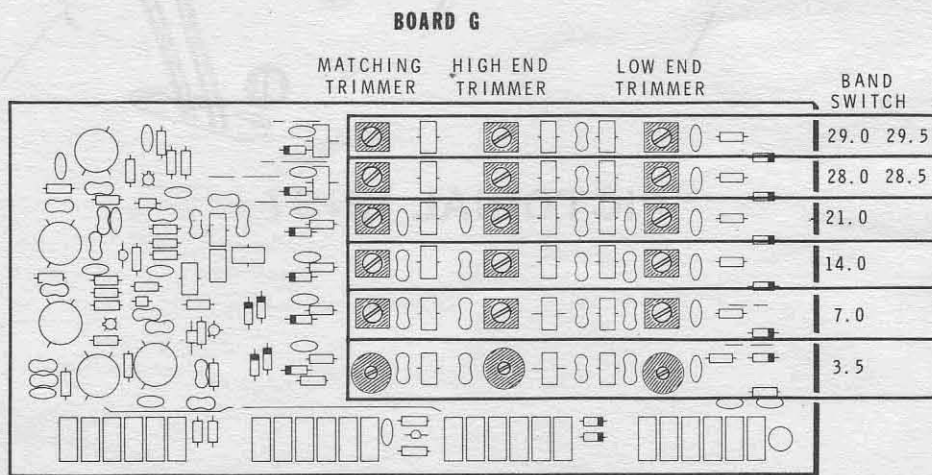 BOARD G
MATCHING TRIMMER
HIGH END TRIMMER
LOW END TRIMMER
BAND SWITCH
29.0 29.5
28.0 28.5
21.0
14.0
7.0
3.5